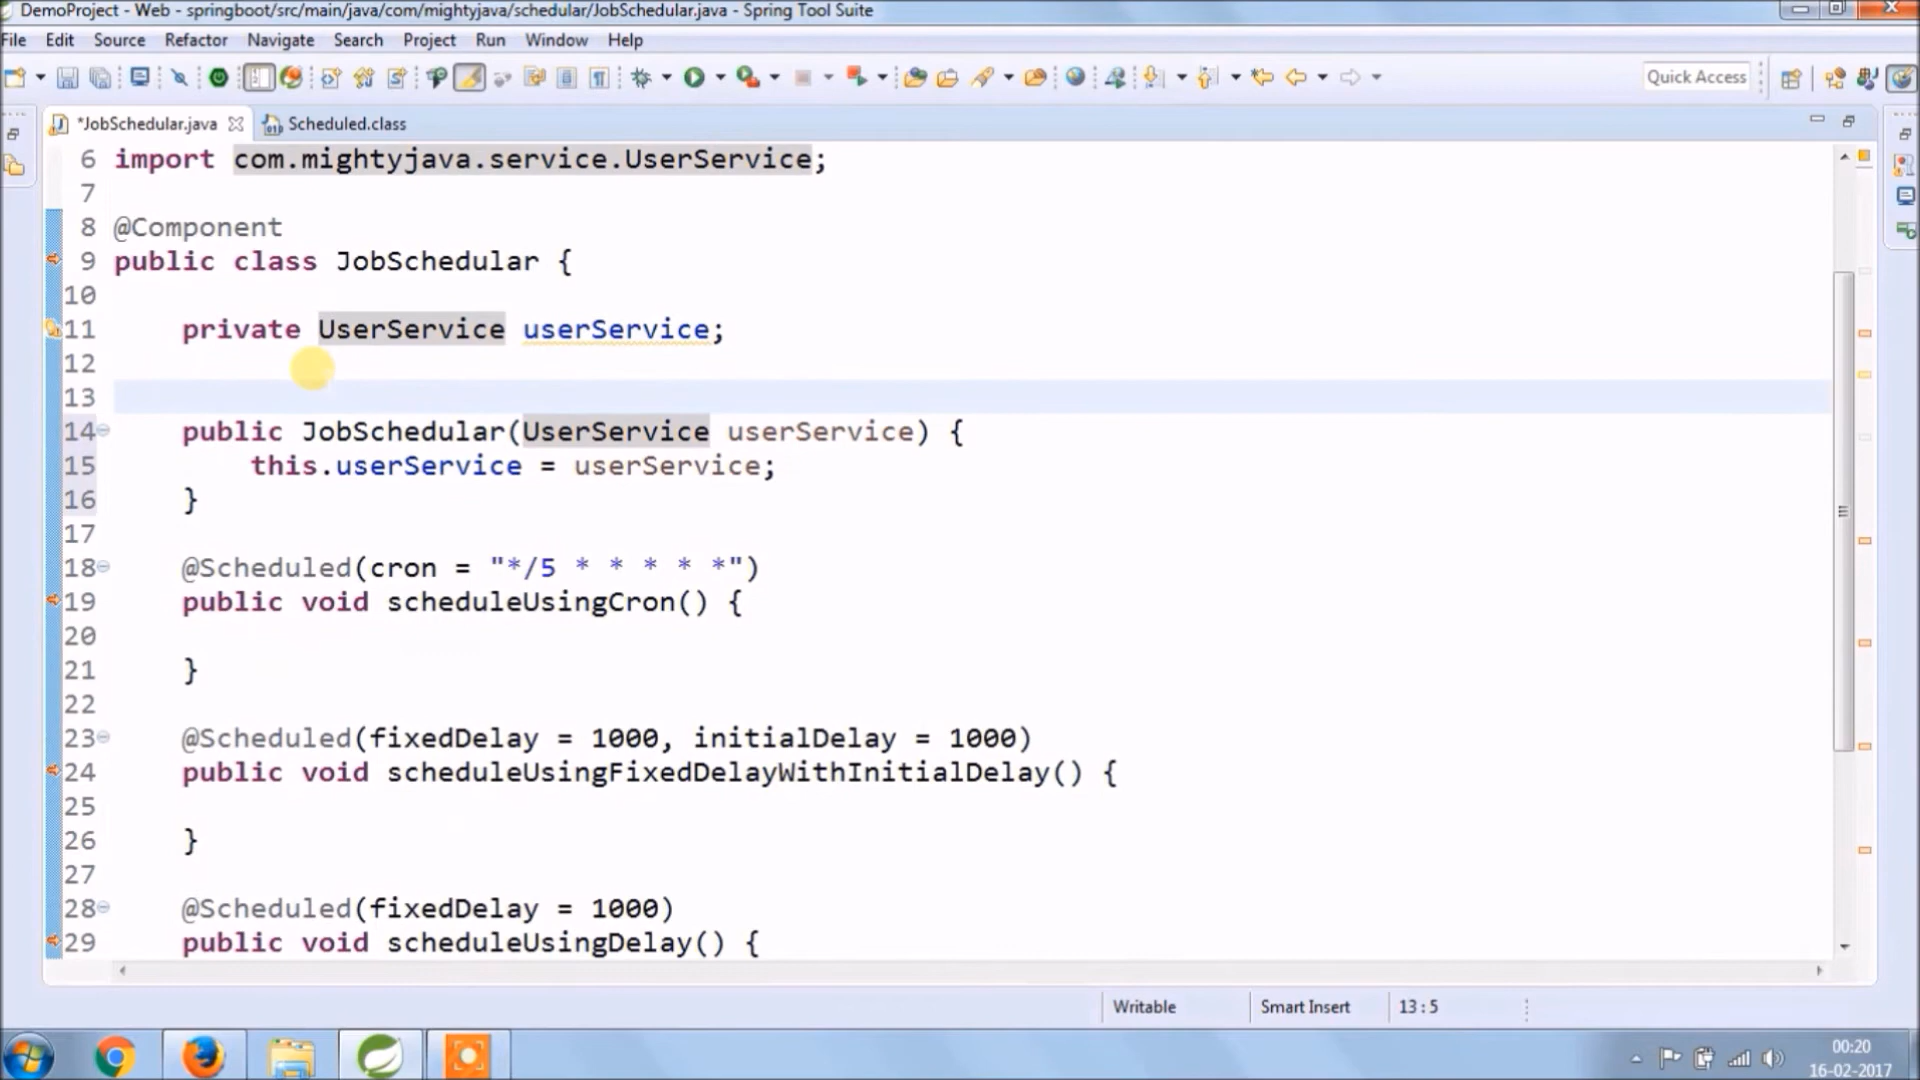 DemoProject - Web - springboot/src/main/java/com/mightyjava/schedular/JobSchedular.java - Spring Tool Suite
File Edit Source Refactor Navigate Search Project Run Window Help
Quick Access
*JobSchedular.java Scheduled.class
6 import com.mightyjava.service.UserService;
7
8 @Component
9 public class JobSchedular {
10
11 private UserService userService;
12
13
14 public JobSchedular(UserService userService) {
15 this.userService = userService;
16 }
17
18 @Scheduled(cron = "*/5 * * * * *")
19 public void scheduleUsingCron() {
20
21 }
22
23 @Scheduled(fixedDelay = 1000, initialDelay = 1000)
24 public void scheduleUsingFixedDelayWithInitialDelay() {
25
26 }
27
28 @Scheduled(fixedDelay = 1000)
29 public void scheduleUsingDelay() {
Writable Smart Insert 13 : 5
00:20
16-02-2017